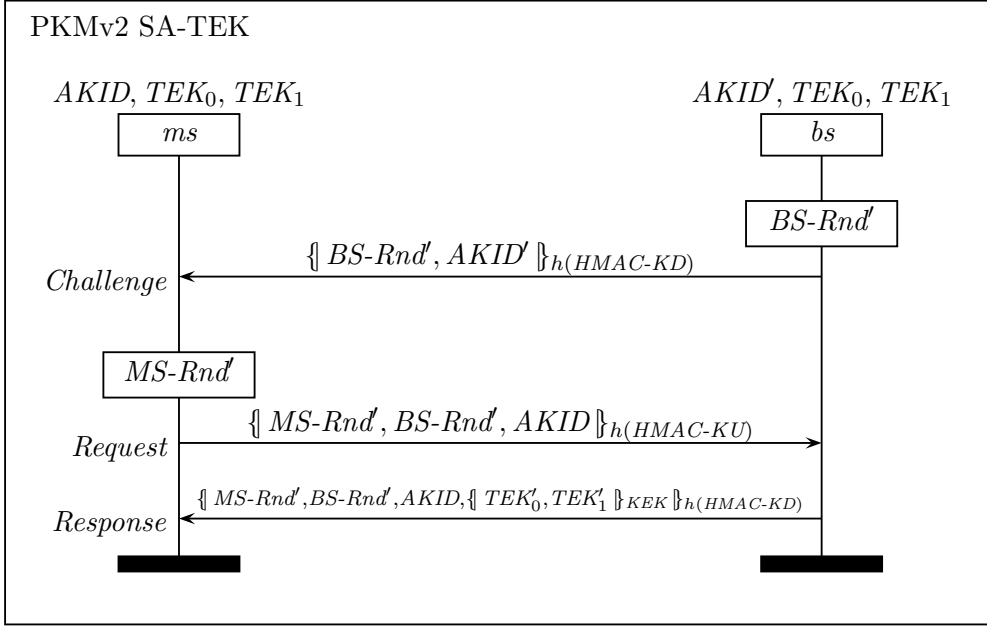 PKMv2 SA-TEK
AKID, TEK₀, TEK₁
AKID′, TEK₀, TEK₁
ms
bs
BS-Rnd′
{| BS-Rnd′, AKID′ |}h(HMAC-KD)
Challenge
MS-Rnd′
{| MS-Rnd′, BS-Rnd′, AKID |}h(HMAC-KU)
Request
{| MS-Rnd′,BS-Rnd′,AKID,{| TEK′₀,TEK′₁ |}KEK |}h(HMAC-KD)
Response